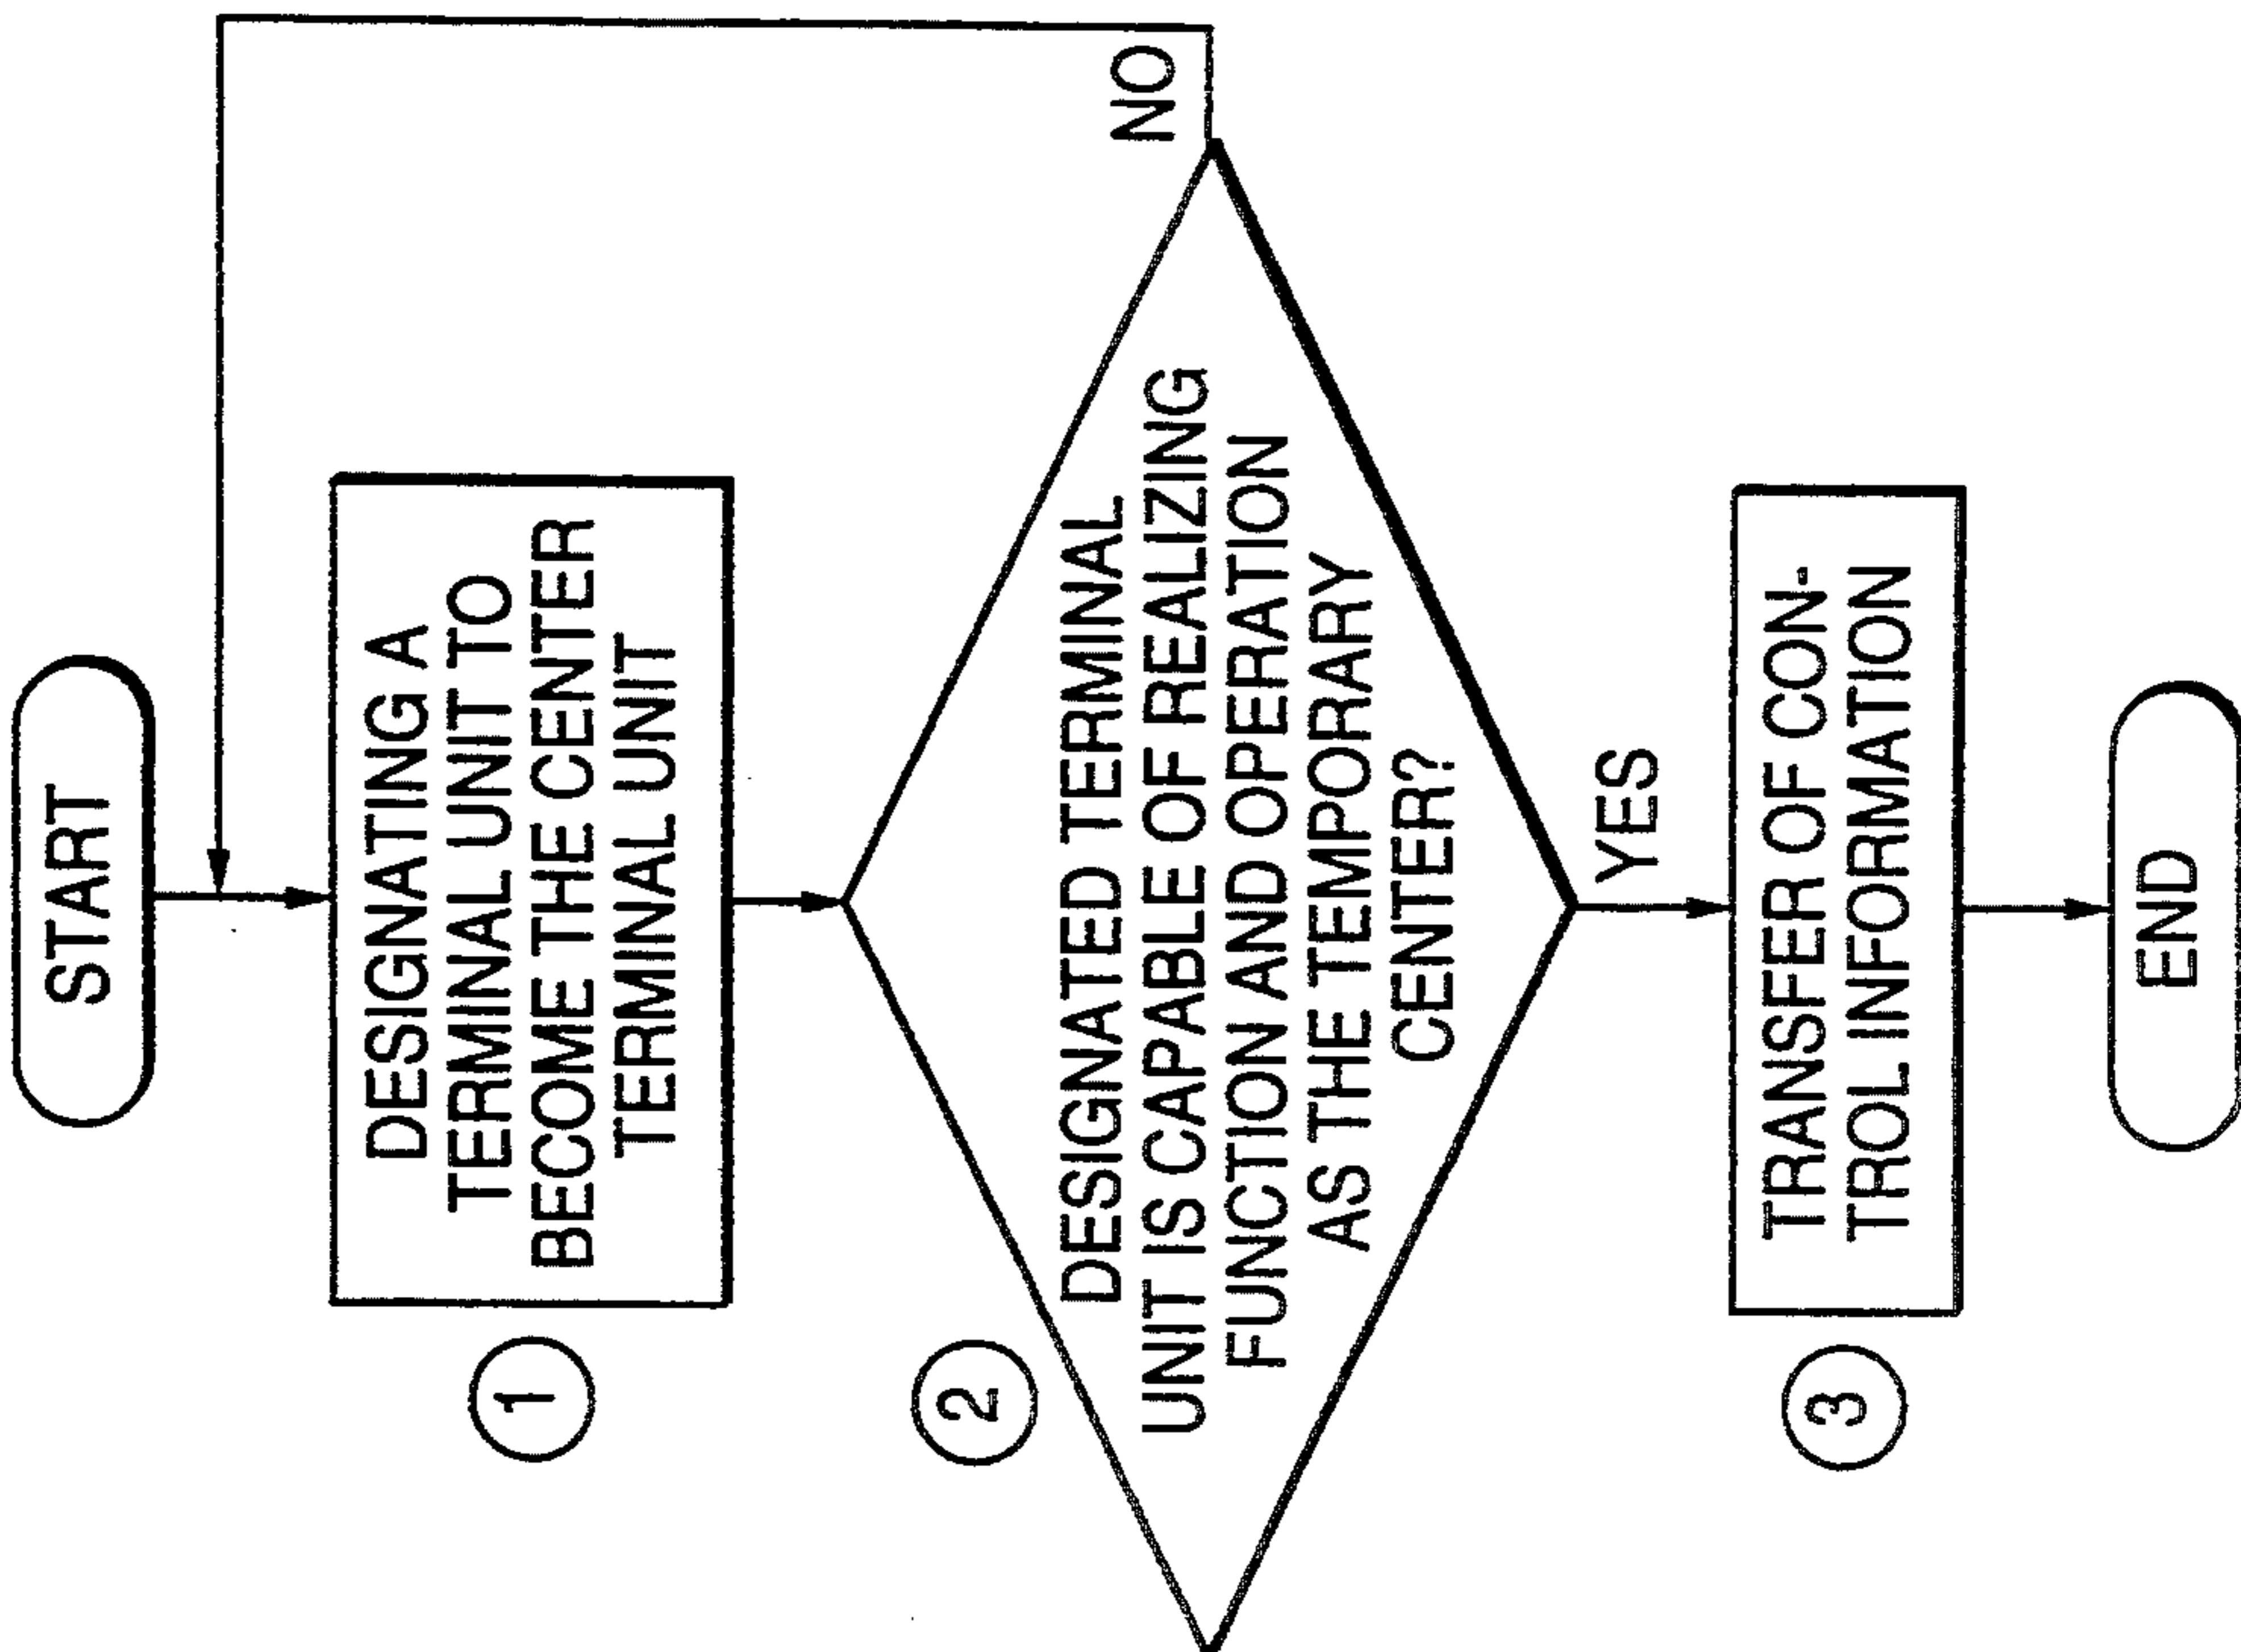 START
1
DESIGNATING A
TERMINAL UNIT TO
BECOME THE CENTER
TERMINAL UNIT
2
DESIGNATED TERMINAL
UNIT IS CAPABLE OF REALIZING
FUNCTION AND OPERATION
AS THE TEMPORARY
CENTER?
NO
YES
3
TRANSFER OF CON-
TROL INFORMATION
END